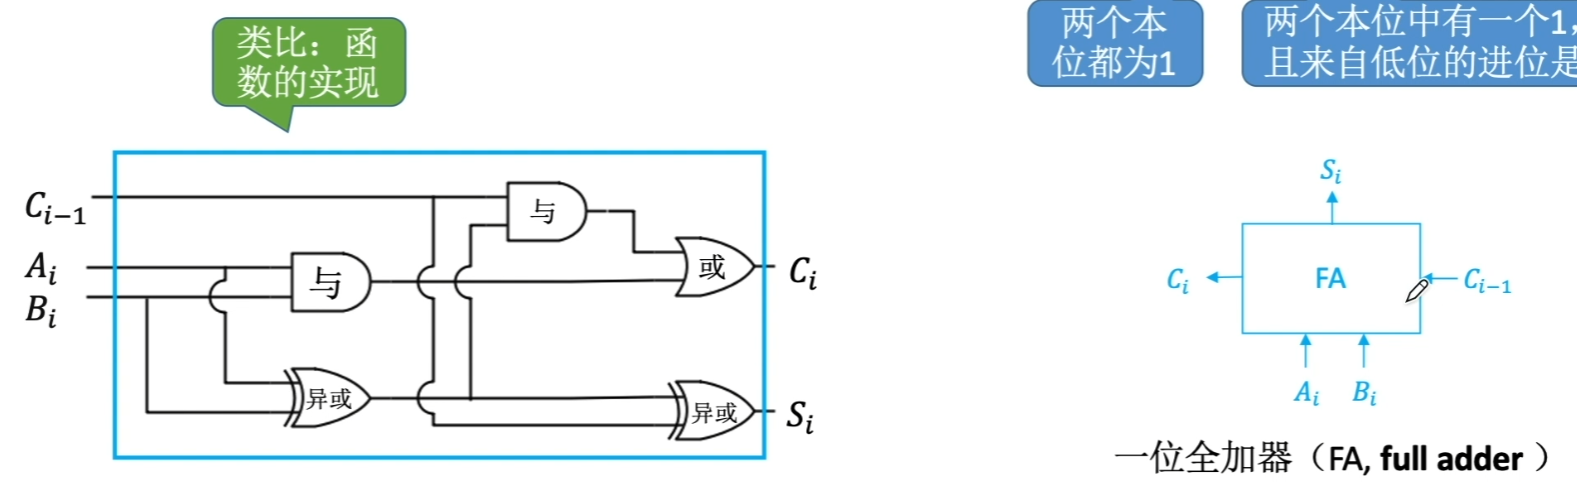 类比：函
数的实现
两个本
位都为1
两个本位中有一个1，
且来自低位的进位是
C_{i-1}
A_i
B_i
与
与
或
异或
异或
C_i
S_i
S_i
C_i
FA
C_{i-1}
A_i
B_i
一位全加器（FA, full adder ）